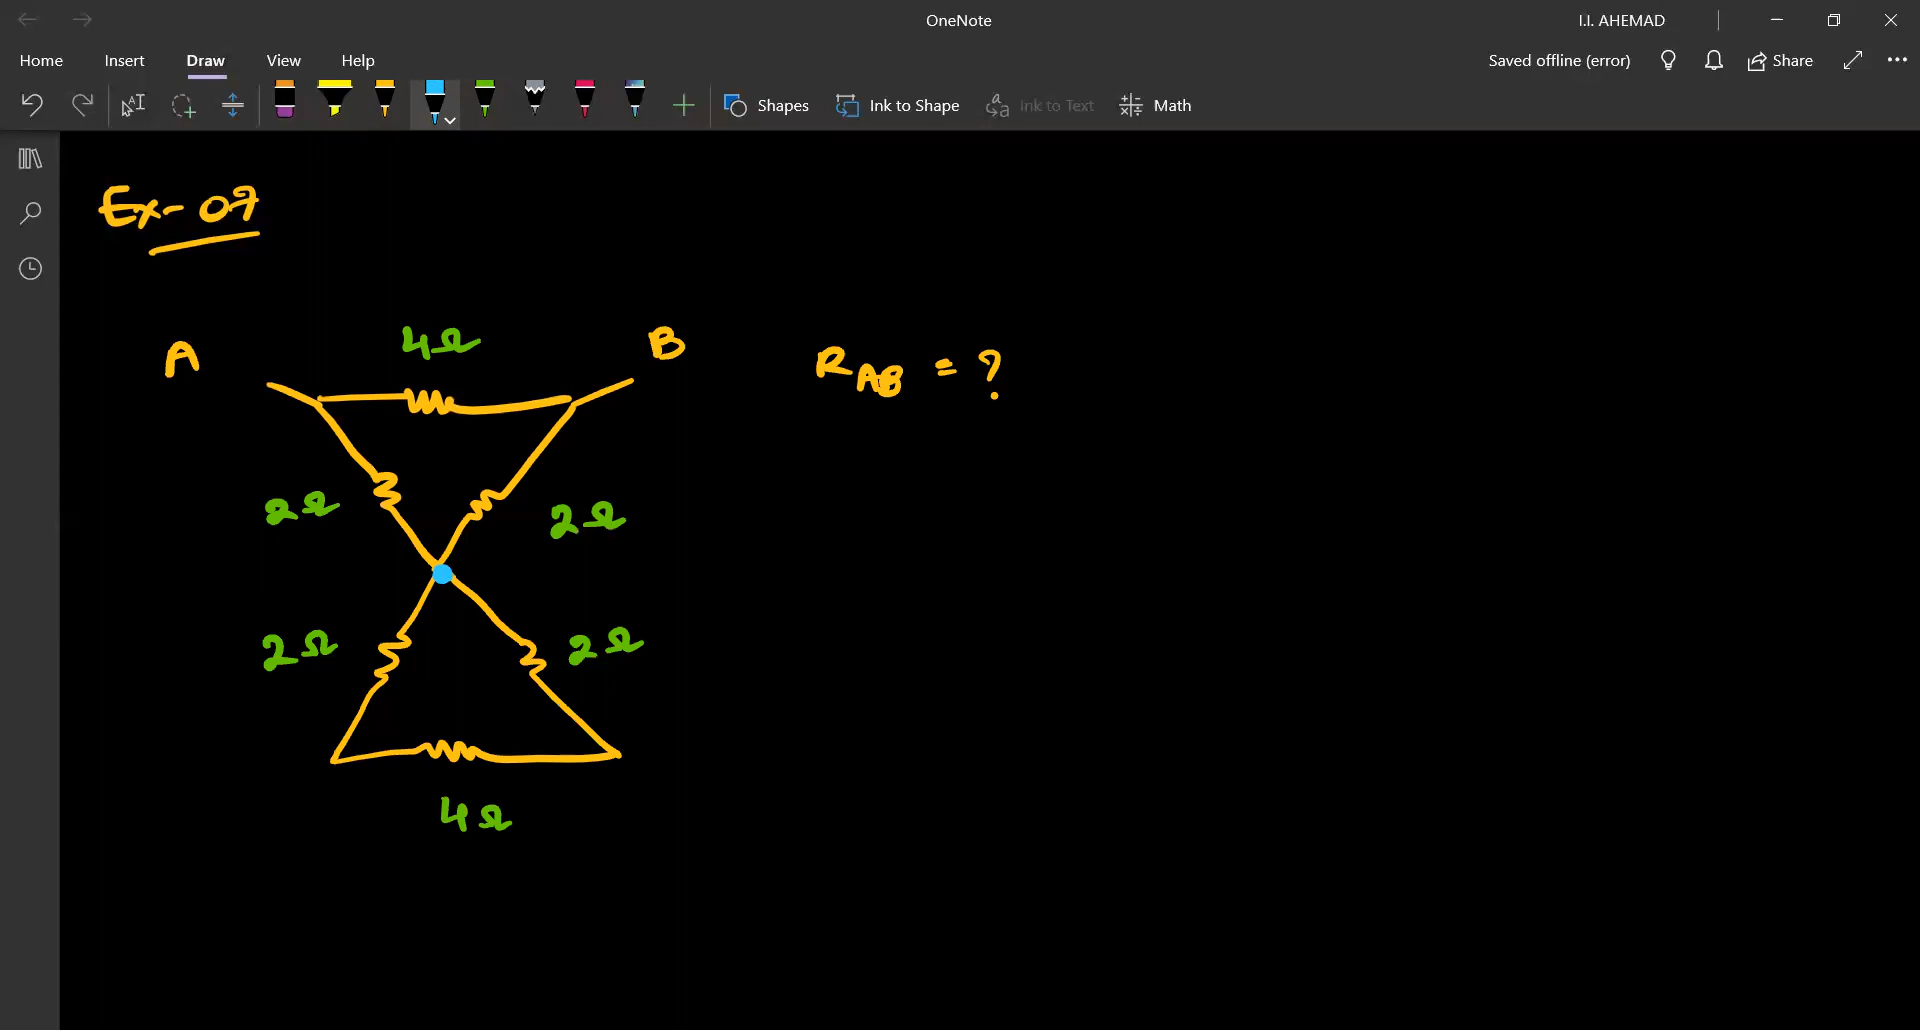 OneNote
I.I. AHEMAD
Home Insert Draw View Help
Saved offline (error)
Share
Shapes
Ink to Shape
Ink to Text
Math
Ex-07
A 4Ω B
R_AB = ?
2Ω 2Ω
2Ω 2Ω
4Ω